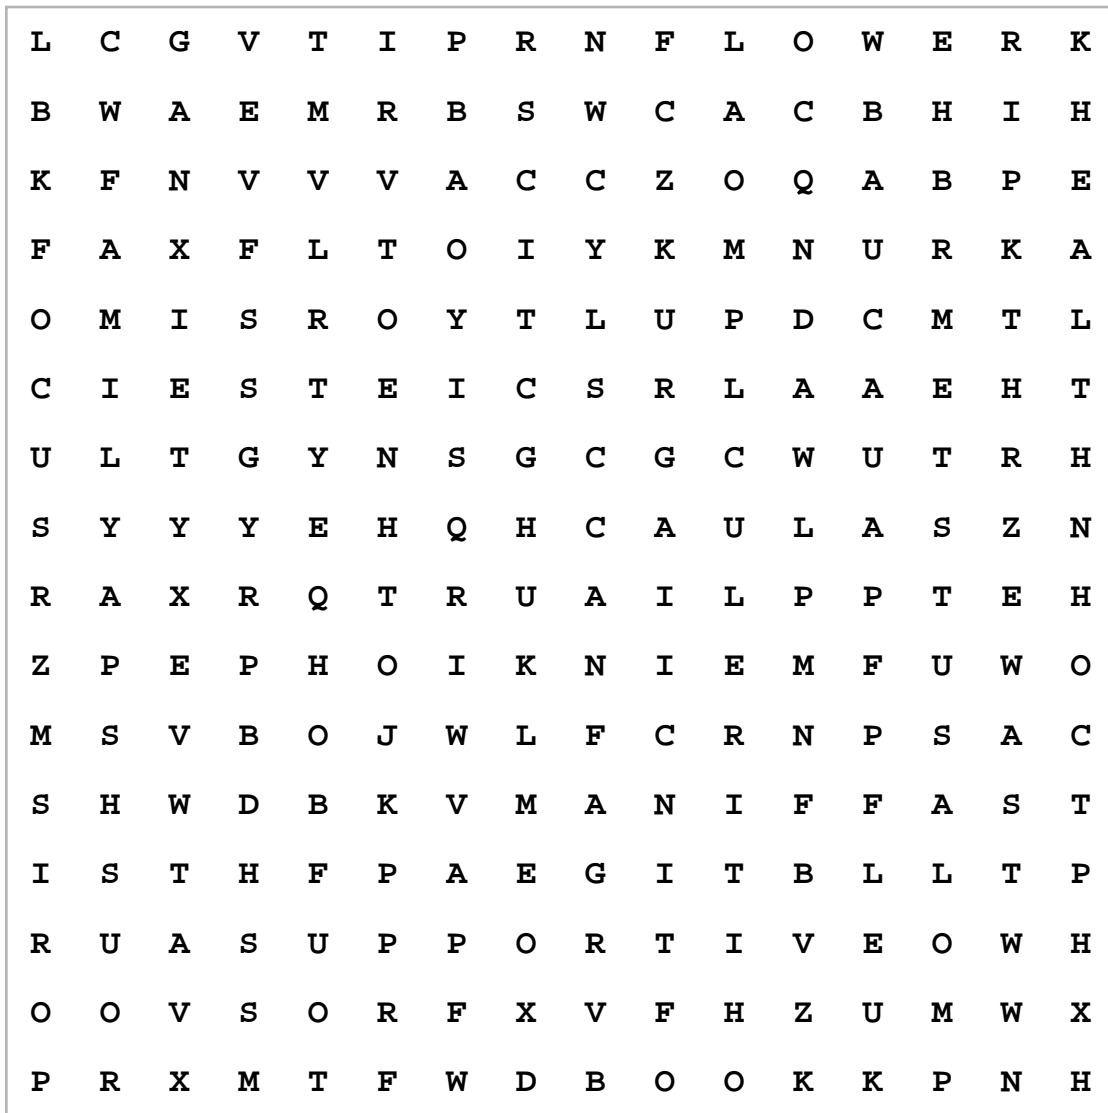 L C G V T I P R N F L O W E R K
B W A E M R B S W C A C B H I H
K F N V V V A C C Z O Q A B P E
F A X F L T O I Y K M N U R K A
O M I S R O Y T L U P D C M T L
C I E S T E I C S R L A A E H T
U L T G Y N S G C G C W U T R H
S Y Y Y E H Q H C A U L A S Z N
R A X R Q T R U A I L P P T E H
Z P E P H O I K N I E M F U W O
M S V B O J W L F C R N P S A C
S H W D B K V M A N I F F A S T
I S T H F P A E G I T B L L T P
R U A S U P P O R T I V E O W H
O O V S O R F X V F H Z U M W X
P R X M T F W D B O O K K P N H